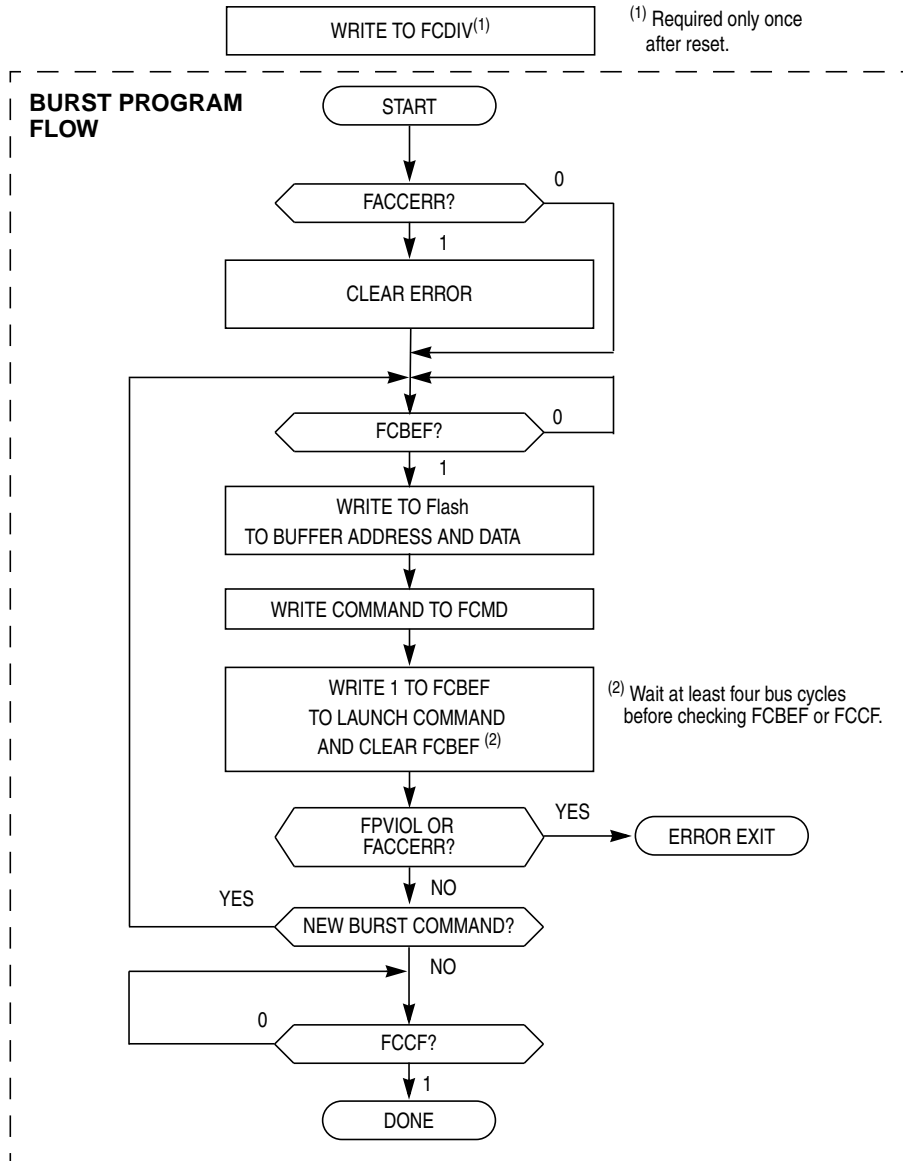 WRITE TO FCDIV(1)
(1) Required only once
after reset.
BURST PROGRAM
FLOW
START
FACCERR?
0
1
CLEAR ERROR
FCBEF?
0
1
WRITE TO Flash
TO BUFFER ADDRESS AND DATA
WRITE COMMAND TO FCMD
WRITE 1 TO FCBEF
TO LAUNCH COMMAND
AND CLEAR FCBEF (2)
(2) Wait at least four bus cycles
before checking FCBEF or FCCF.
FPVIOL OR
FACCERR?
YES
ERROR EXIT
NO
YES
NEW BURST COMMAND?
NO
0
FCCF?
1
DONE